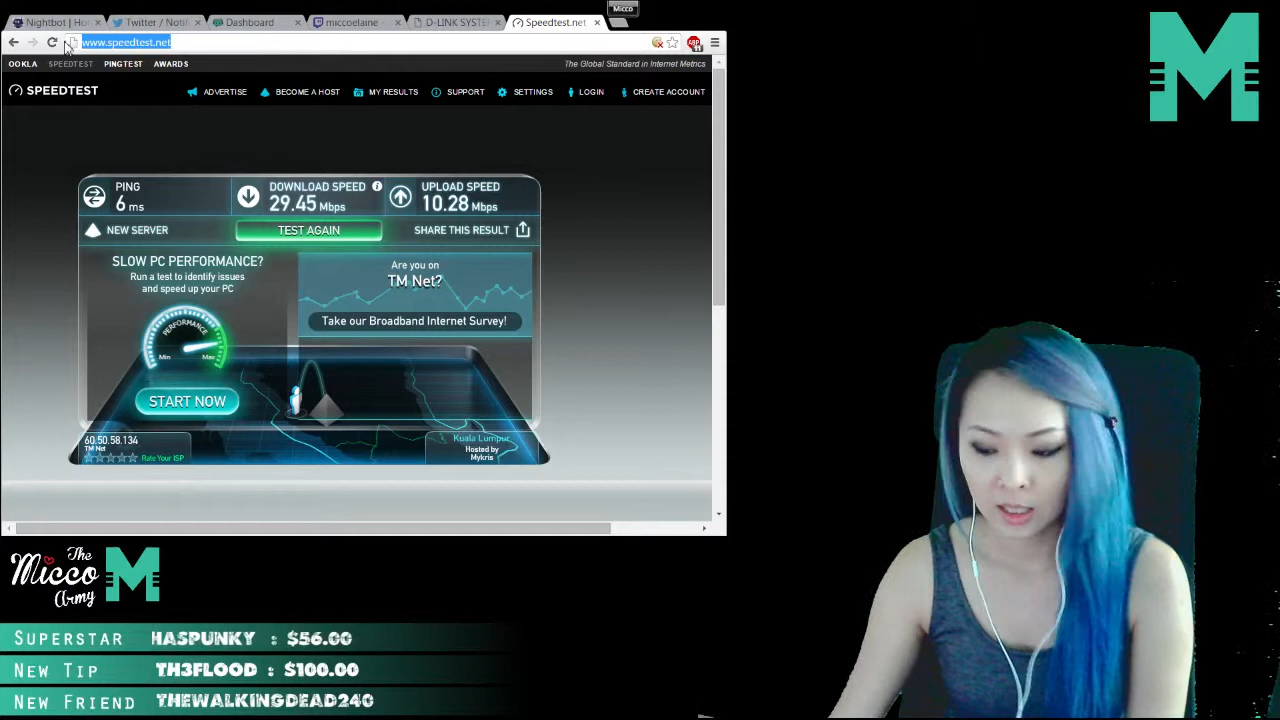 Micco
Nightbot | Ho
Twitter / Notifi
Dashboard
miccoelaine -
D-LINK SYSTEM
Speedtest.net
www.speedtest.net
OOKLA SPEEDTEST PINGTEST AWARDS
The Global Standard in Internet Metrics
SPEEDTEST
ADVERTISE
BECOME A HOST
MY RESULTS
SUPPORT
SETTINGS
LOGIN
CREATE ACCOUNT
PING
6 ms
DOWNLOAD SPEED
29.45 Mbps
UPLOAD SPEED
10.28 Mbps
NEW SERVER
TEST AGAIN
SHARE THIS RESULT
SLOW PC PERFORMANCE?
Run a test to identify issues
and speed up your PC
PERFORMANCE
Min
Max
START NOW
Are you on
TM Net?
Take our Broadband Internet Survey!
60.50.58.134
TM Net
Rate Your ISP
Kuala Lumpur
Hosted by
Mykris
The
Micco
Army
M
M
SUPERSTAR HASPUNKY : $56.00
NEW TIP TH3FLOOD : $100.00
NEW FRIEND THEWALKINGDEAD240